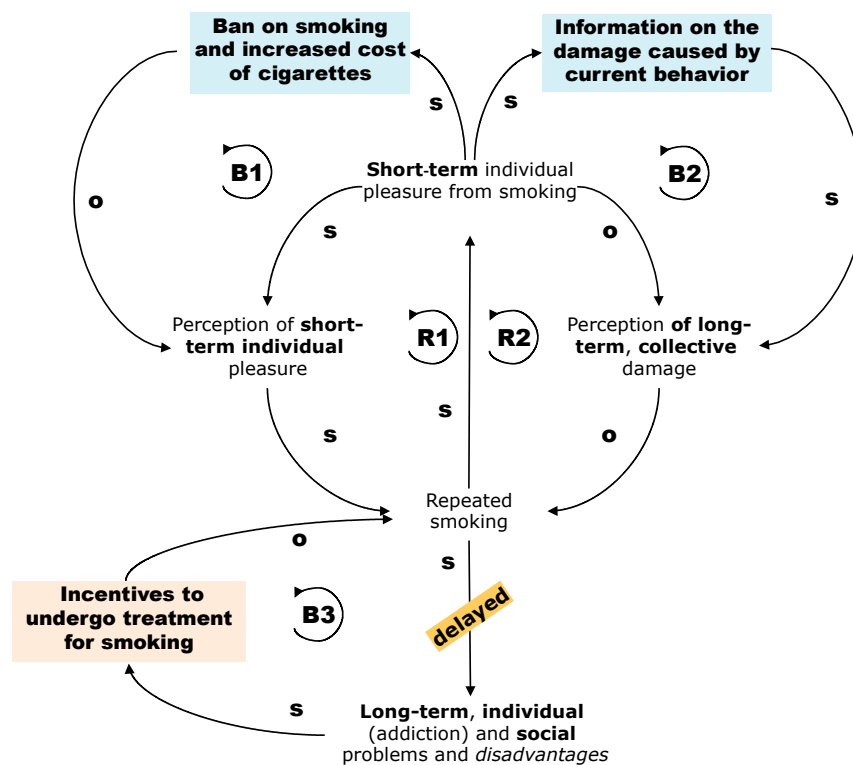 Ban on smoking
and increased cost
of cigarettes
Information on the
damage caused by
current behavior
s
s
B1
Short-term individual
pleasure from smoking
B2
o
s
s
o
Perception of short-
term individual
pleasure
R1
R2
Perception of long-
term, collective
damage
s
s
o
Repeated
smoking
o
s
Incentives to
undergo treatment
for smoking
B3
delayed
s
Long-term, individual
(addiction) and social
problems and disadvantages